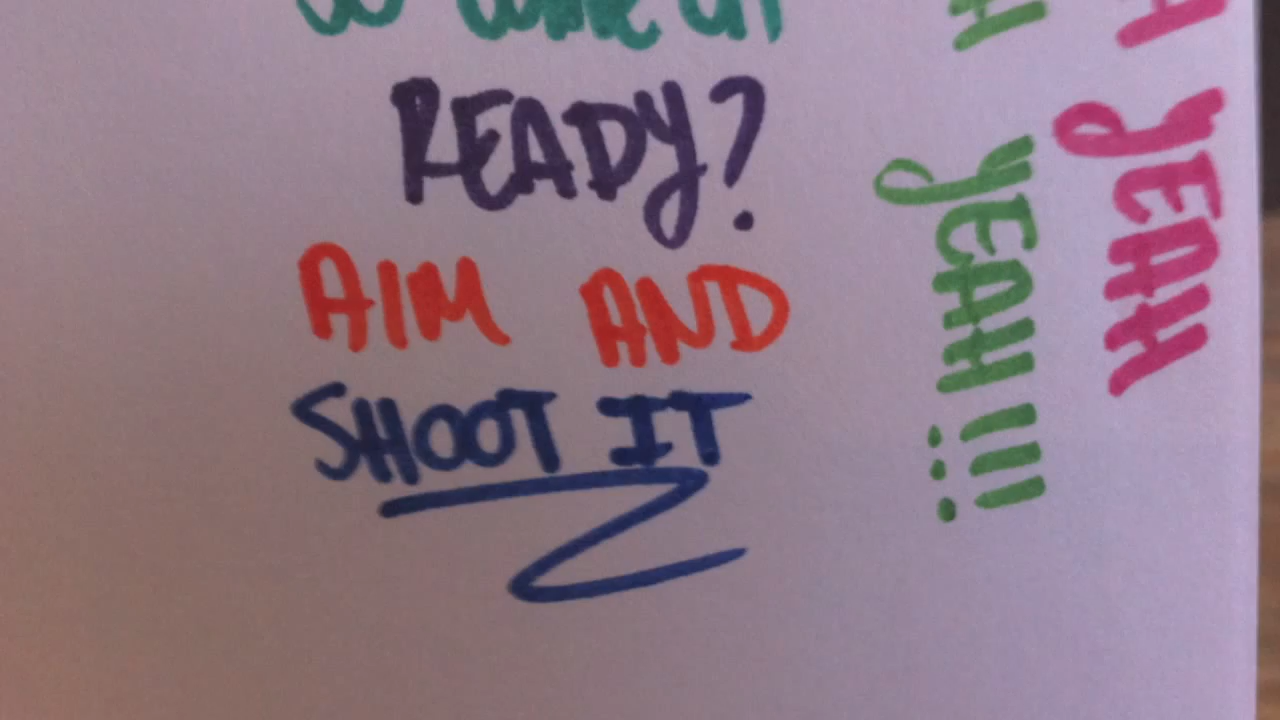 READY?
AIM AND
SHOOT IT
YEAH!!!
YEAH